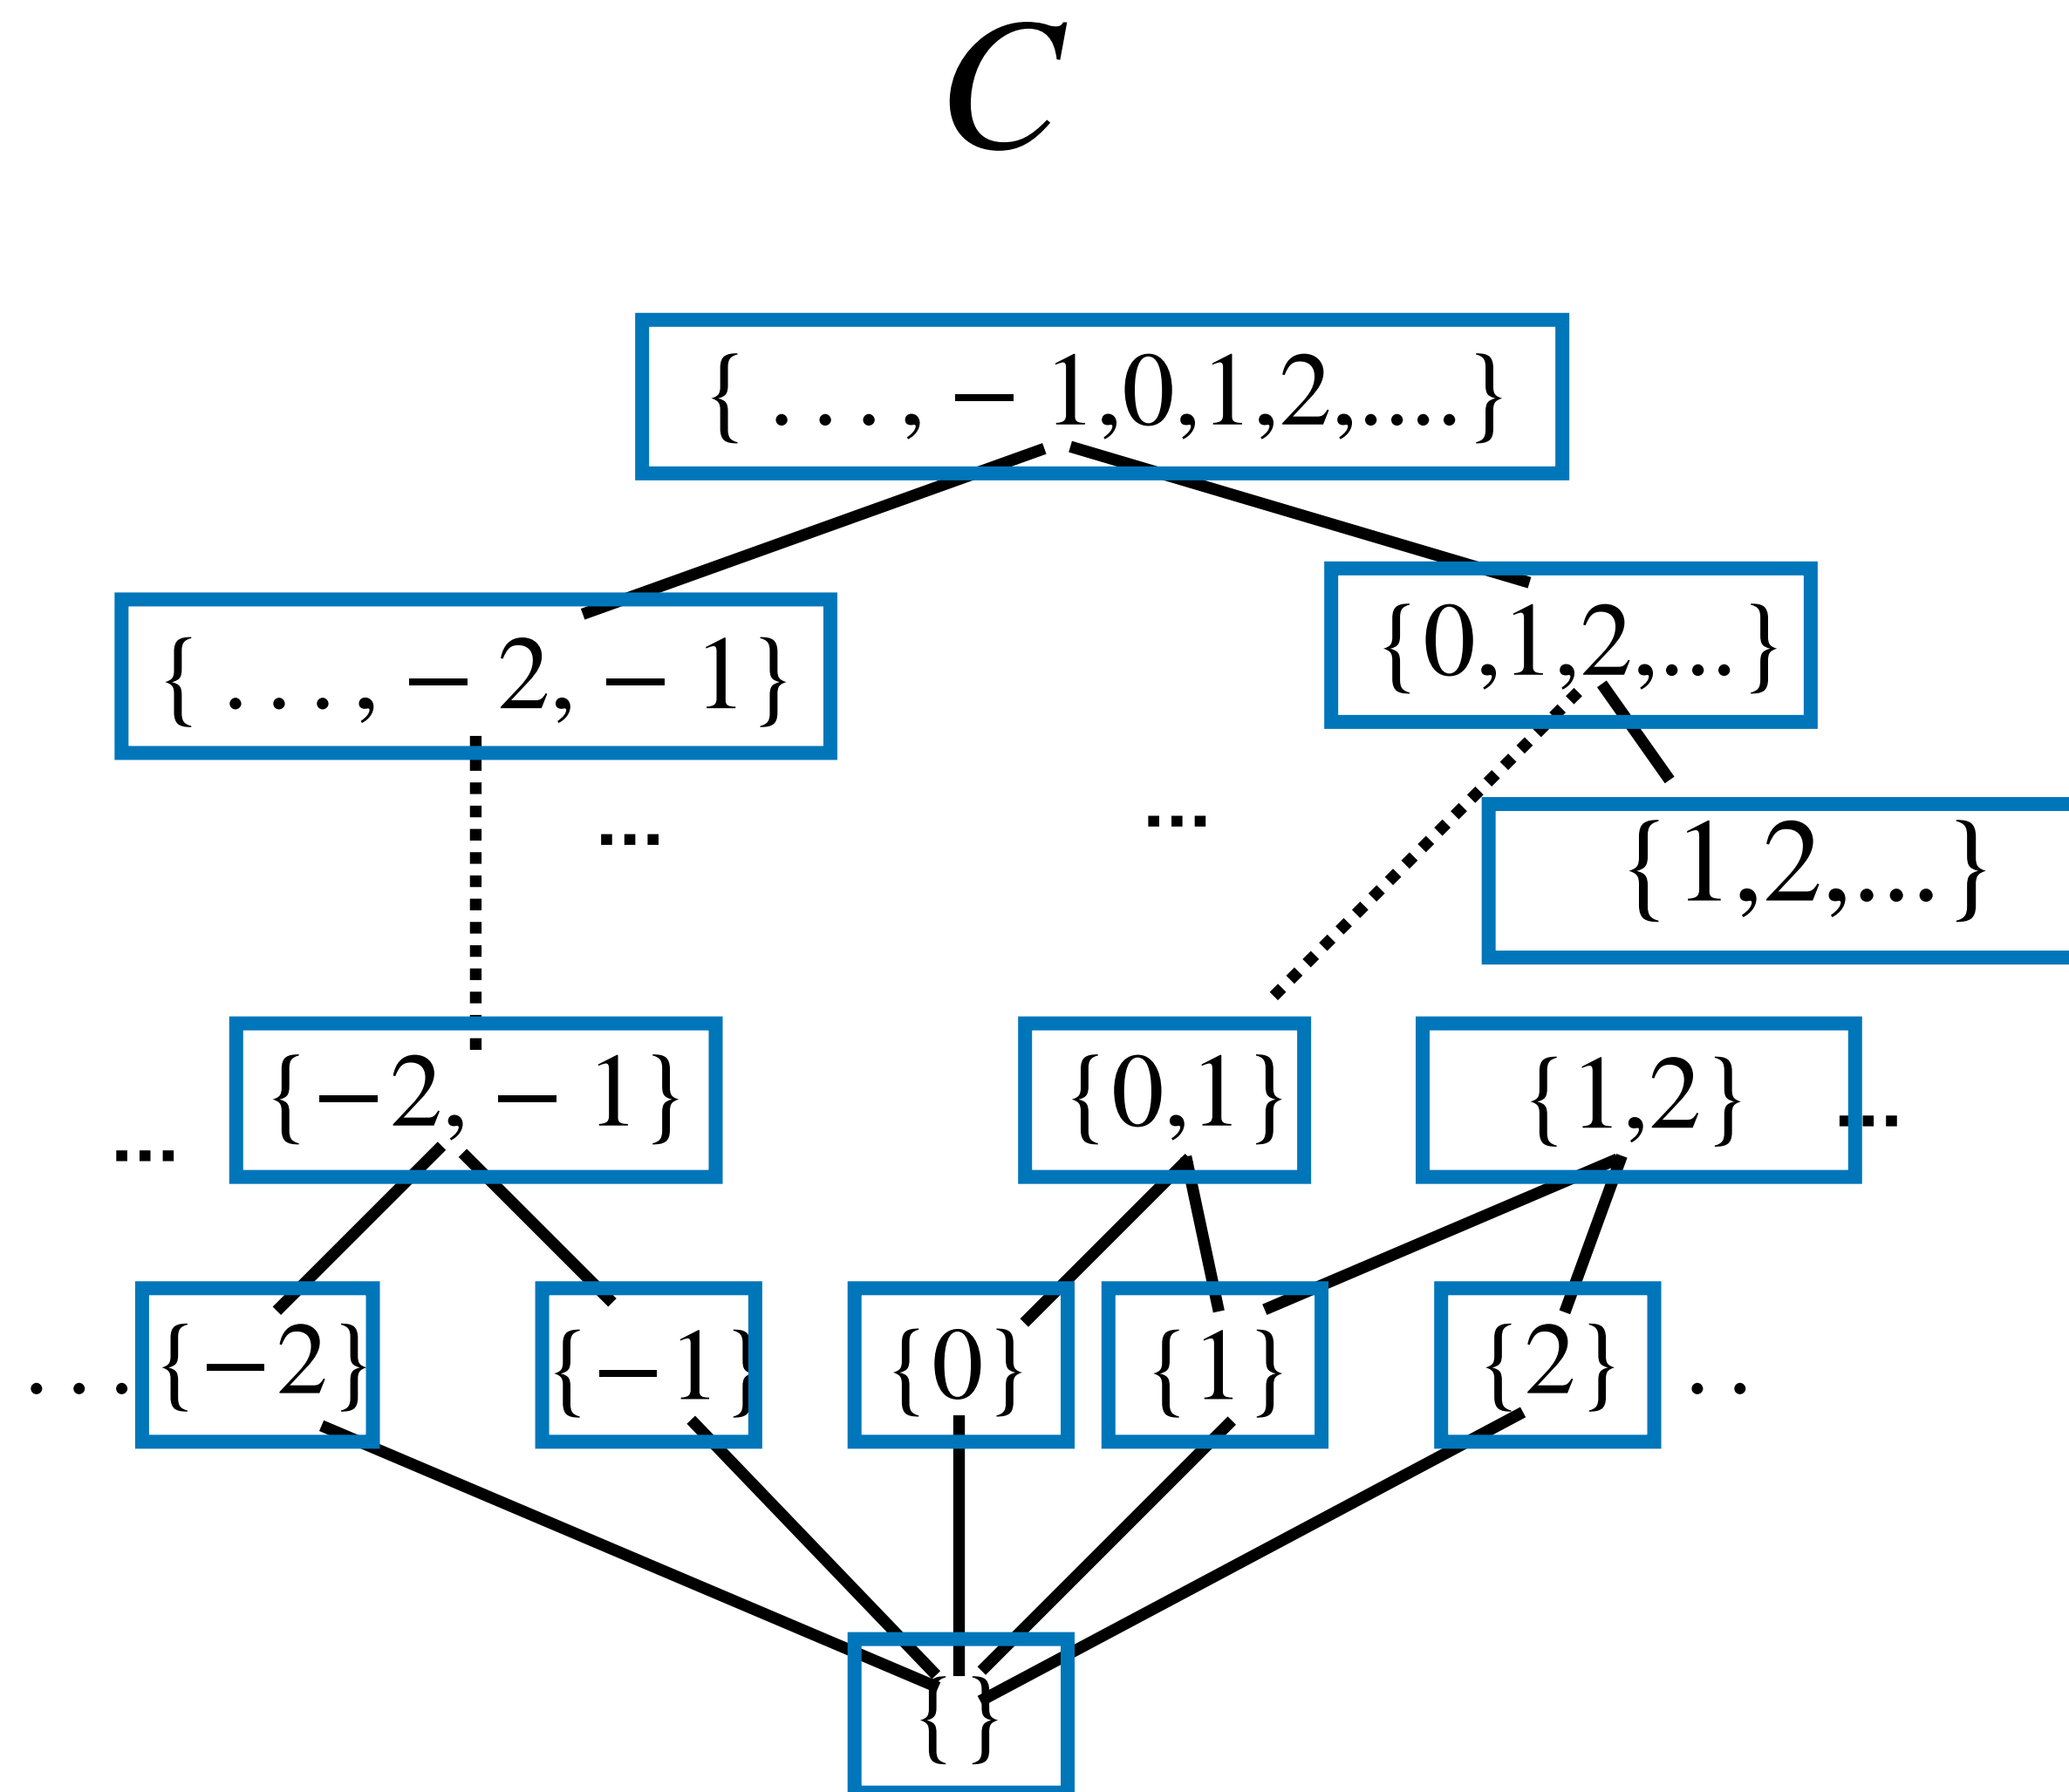 C
{ . . . . , − 1,0,1,2,..... }
{ . . . . , − 2, − 1 }
{0,1,2,...}
...
...
{ 1,2,... }
{−2, − 1 }
{0,1}
{ 1,2}
...
...
. . .
{−2,}
{−1}
{0}
{ 1 }
{2}
. .
{ }